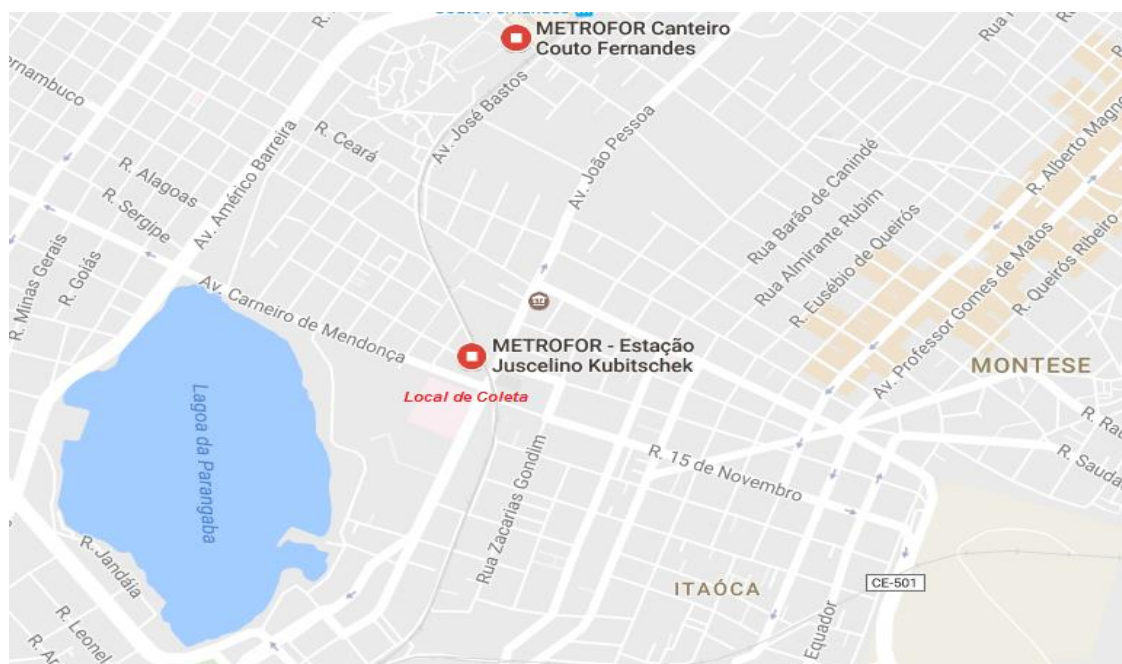 METROFOR Canteiro
Couto Fernandes
Av. José Bastos
Av. João Pessoa
R. Ceará
Av. Américo Barreira
R. Alagoas
R. Sergipe
R. Goiás
R. Minas Gerais
Av. Carneiro de Mendonça
METROFOR - Estação
Juscelino Kubitschek
Local de Coleta
Lagoa da Parangaba
Rua Barão de Canindé
Rua Almirante Rubim
R. Eusébio de Queirós
R. Alberto Magno
Av. Professor Gomes de Matos
R. Queirós Ribeiro
MONTESE
R. 15 de Novembro
Rua Zacarias Gondim
R. Jandáia
R. Leonel
ITAÓCA
CE-501
Equador